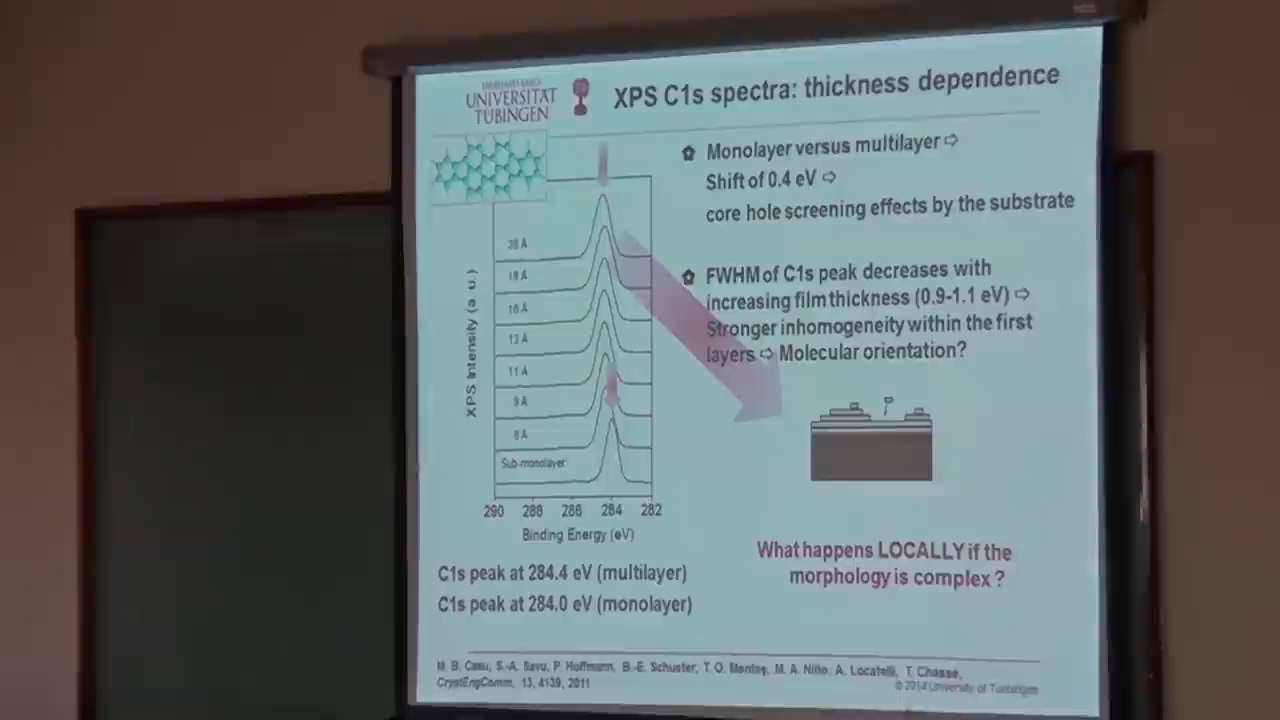 EBERHARD KARLS
UNIVERSITÄT
TÜBINGEN
XPS C1s spectra: thickness dependence
Monolayer versus multilayer ⇨
Shift of 0.4 eV ⇨
core hole screening effects by the substrate
FWHM of C1s peak decreases with
increasing film thickness (0.9-1.1 eV) ⇨
Stronger inhomogeneity within the first
layers ⇨ Molecular orientation?
XPS Intensity (a. u.)
18 Å
16 Å
13 Å
11 Å
9 Å
Sub-monolayer
290 288 286 284 282
Binding Energy (eV)
C1s peak at 284.4 eV (multilayer)
C1s peak at 284.0 eV (monolayer)
What happens LOCALLY if the
morphology is complex?
M. B. Casu, S.-A. Savu, P. Hoffmann, B.-E. Schuster, T. O. Menteş, M. A. Niño, A. Locatelli, T. Chassé,
CrystEngComm, 13, 4139, 2011
© 2014 University of Tuebingen